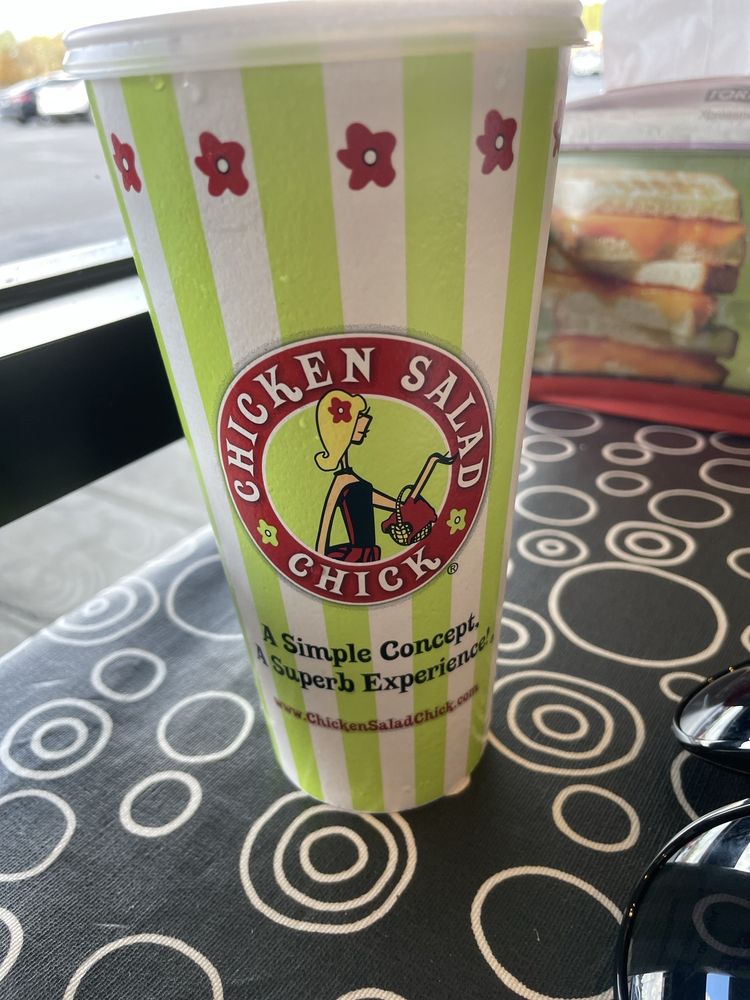 CHICKEN SALAD
CHICK®
A Simple Concept.
A Superb Experience!
www.ChickenSaladChick.com